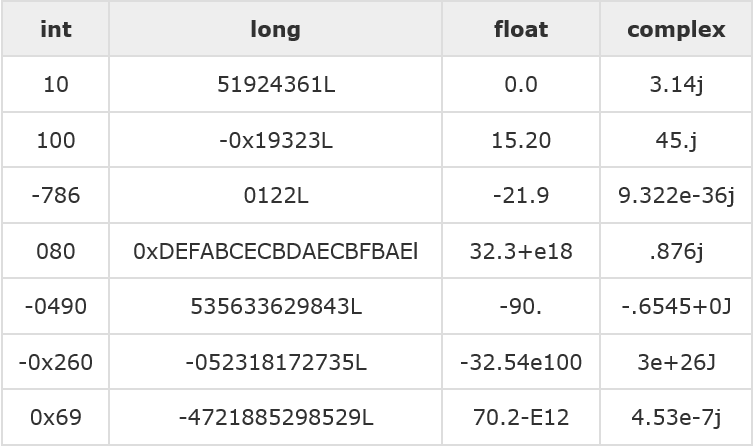 int long float complex
10 51924361L 0.0 3.14j
100 -0x19323L 15.20 45.j
-786 0122L -21.9 9.322e-36j
080 0xDEFABCECBDAECBFBAEl 32.3+e18 .876j
-0490 535633629843L -90. -.6545+0J
-0x260 -052318172735L -32.54e100 3e+26J
0x69 -4721885298529L 70.2-E12 4.53e-7j